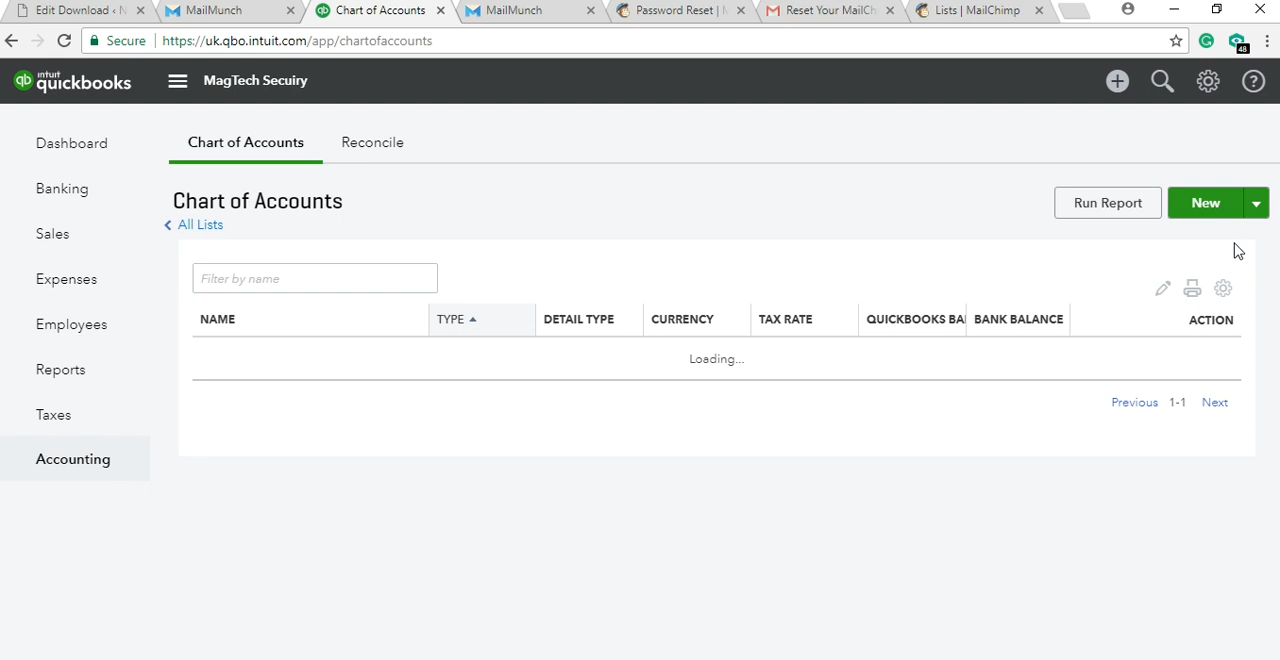 Edit Download ‹ N
MailMunch
Chart of Accounts
MailMunch
Password Reset | M
Reset Your MailCh
Lists | MailChimp
Secure
https://uk.qbo.intuit.com/app/chartofaccounts
48
qb intuit quickbooks
MagTech Secuiry
Dashboard
Banking
Sales
Expenses
Employees
Reports
Taxes
Accounting
Chart of Accounts
Reconcile
Chart of Accounts
All Lists
Run Report
New
Filter by name
NAME
TYPE
DETAIL TYPE
CURRENCY
TAX RATE
QUICKBOOKS BA
BANK BALANCE
ACTION
Loading...
Previous 1-1 Next